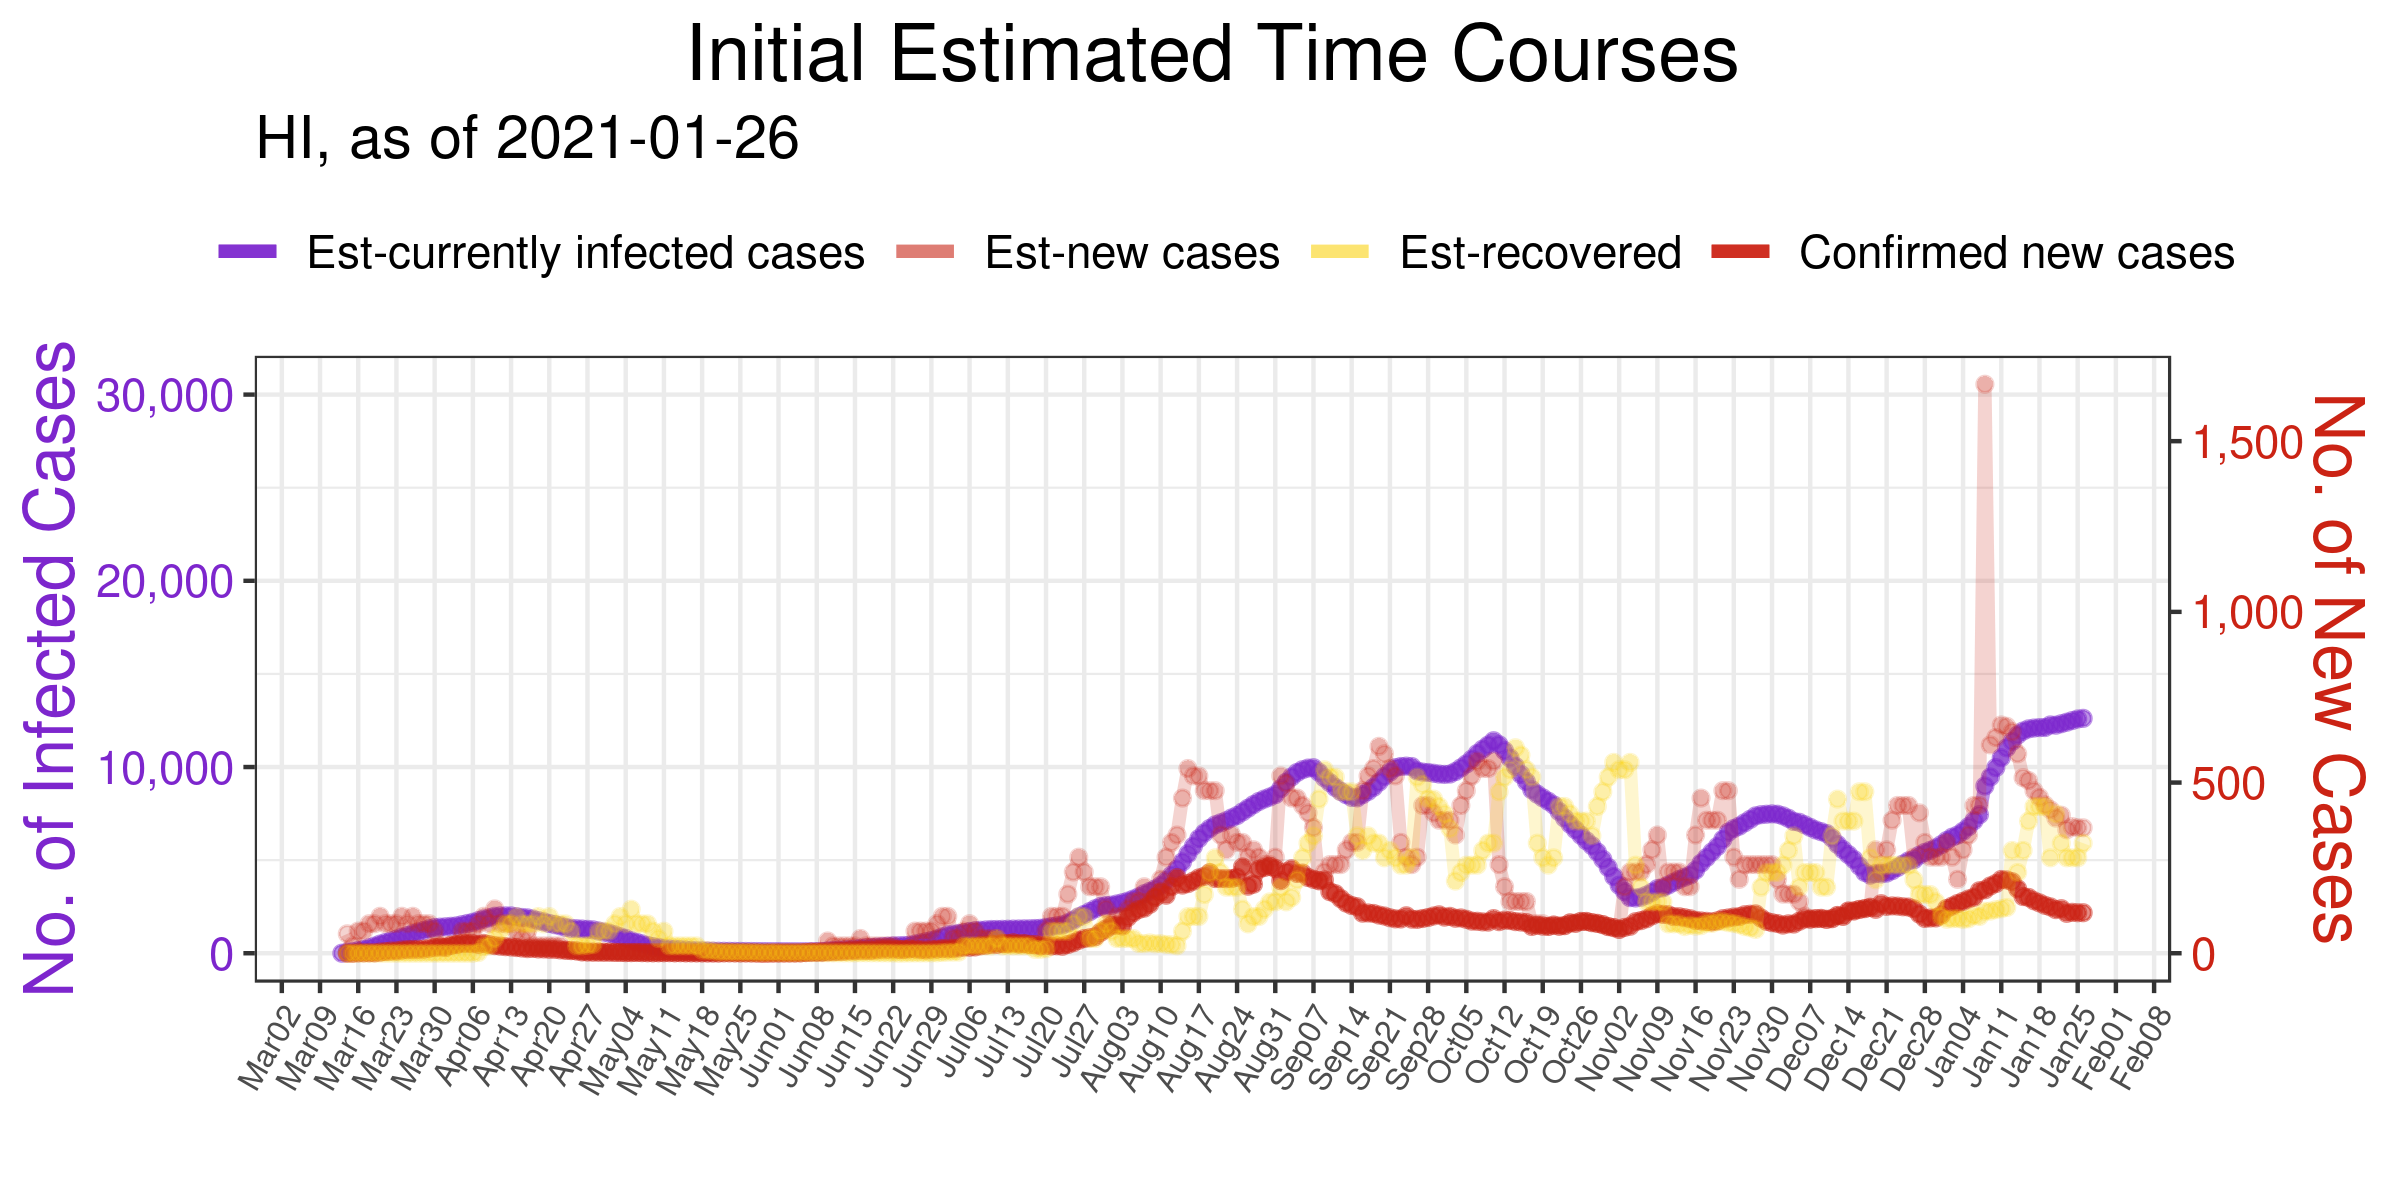 Initial Estimated Time Courses
HI, as of 2021-01-26
Est-currently infected cases Est-new cases Est-recovered Confirmed new cases
No. of Infected Cases
30,000
20,000
10,000
0
1,500
1,000
500
0
No. of New Cases
Mar02 Mar09 Mar16 Mar23 Mar30 Apr06 Apr13 Apr20 Apr27 May04 May11 May18 May25 Jun01 Jun08 Jun15 Jun22 Jun29 Jul06 Jul13 Jul20 Jul27 Aug03 Aug10 Aug17 Aug24 Aug31 Sep07 Sep14 Sep21 Sep28 Oct05 Oct12 Oct19 Oct26 Nov02 Nov09 Nov16 Nov23 Nov30 Dec07 Dec14 Dec21 Dec28 Jan04 Jan11 Jan18 Jan25 Feb01 Feb08